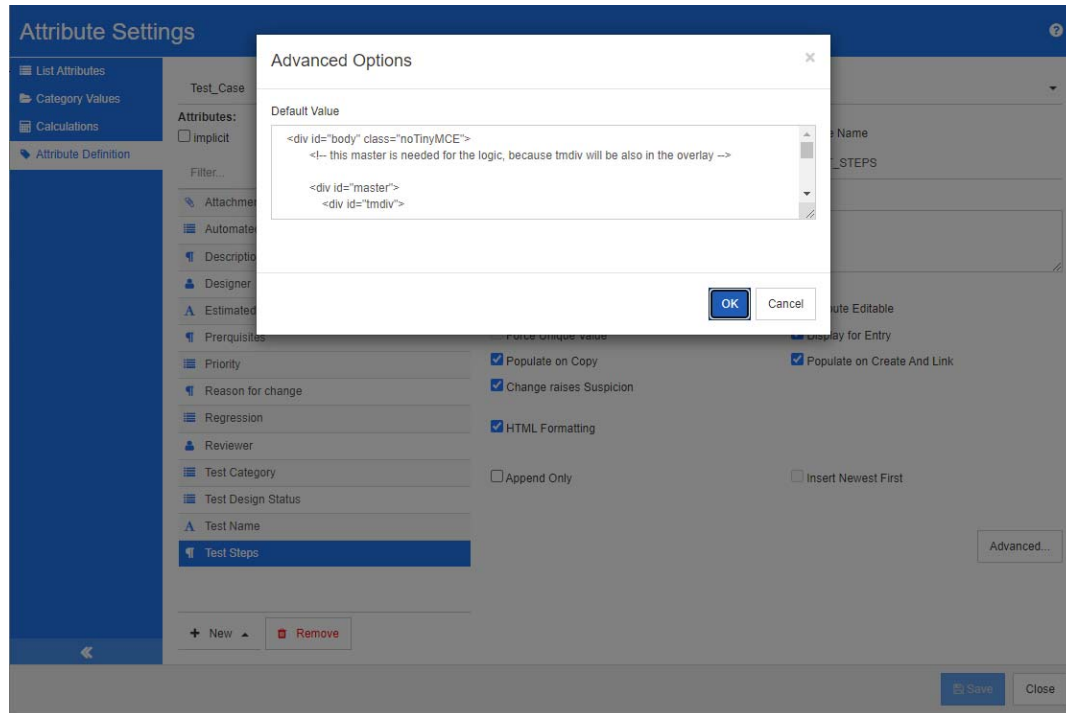 Attribute Settings
List Attributes
Category Values
Calculations
Attribute Definition
Test_Case
Attributes:
implicit
Filter...
Attachme
Automate
Descriptio
Designer
Estimated
Prerequisites
Priority
Reason for change
Regression
Reviewer
Test Category
Test Design Status
Test Name
Test Steps
+ New
Remove
Advanced Options
×
Default Value
<div id="body" class="noTinyMCE">
<!-- this master is needed for the logic, because tmdiv will be also in the overlay -->
<div id="master">
<div id="tmdiv">
OK
Cancel
e Name
_STEPS
ute Editable
Force Unique Value
Display for Entry
Populate on Copy
Populate on Create And Link
Change raises Suspicion
HTML Formatting
Append Only
Insert Newest First
Advanced...
Save
Close